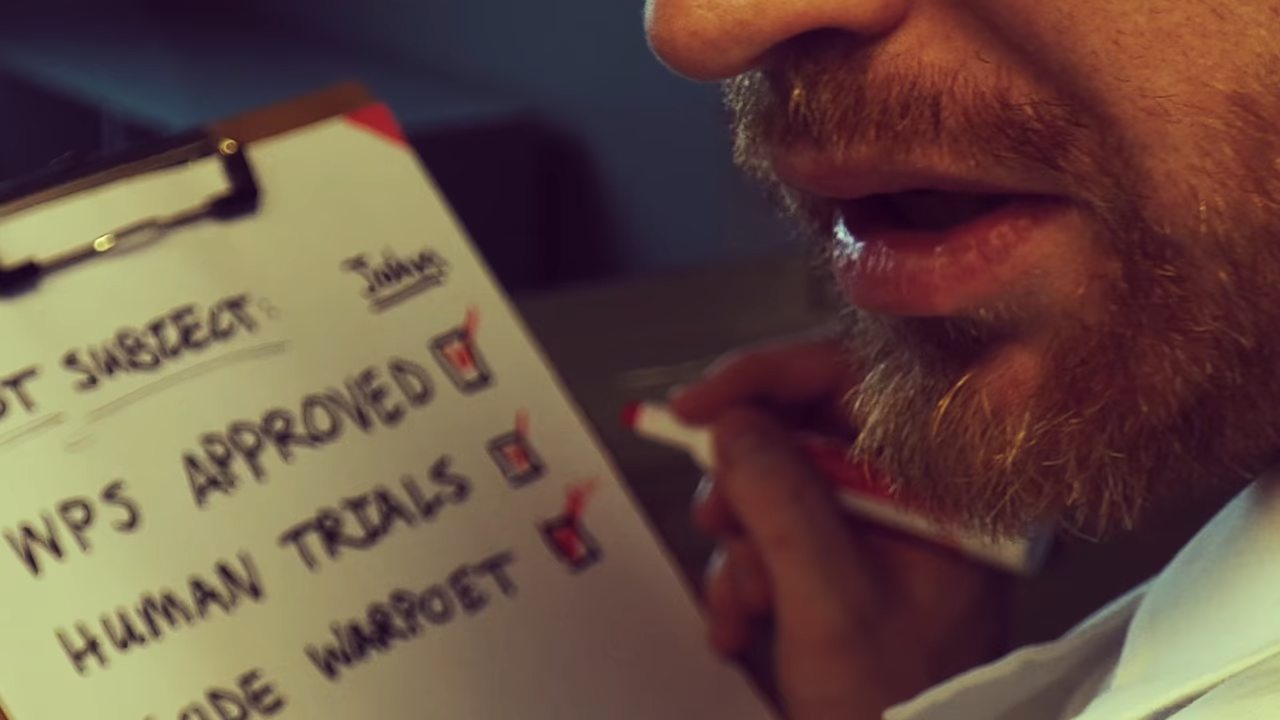 John
SUBJECT:
WPS APPROVED
HUMAN TRIALS
WARPOET